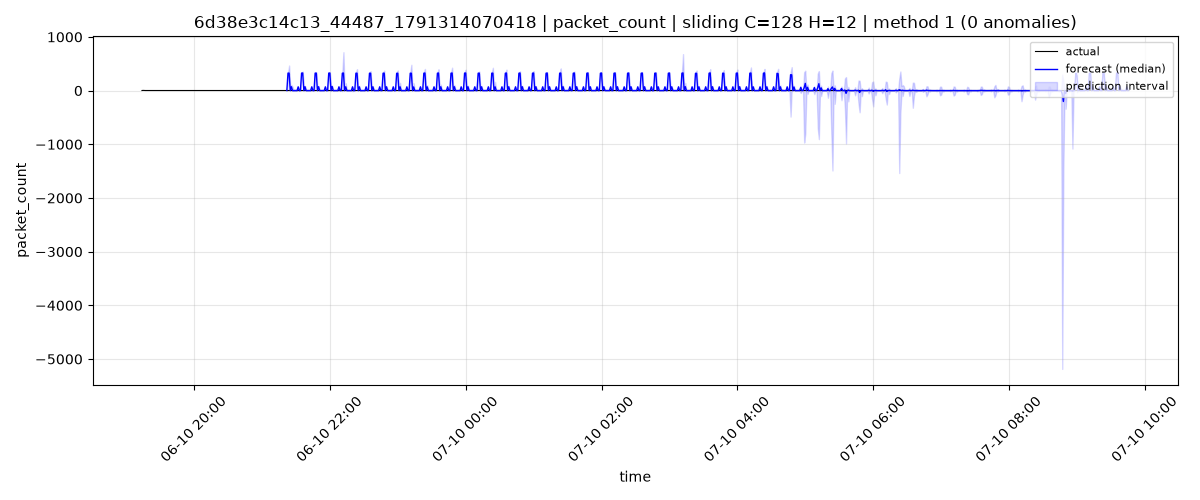 6d38e3c14c13_44487_1791314070418 | packet_count | sliding C=128 H=12 | method 1 (0 anomalies)
actual
forecast (median)
prediction interval
packet_count
1000
0
−1000
−2000
−3000
−4000
−5000
06-10 20:00
06-10 22:00
07-10 00:00
07-10 02:00
07-10 04:00
07-10 06:00
07-10 08:00
07-10 10:00
time